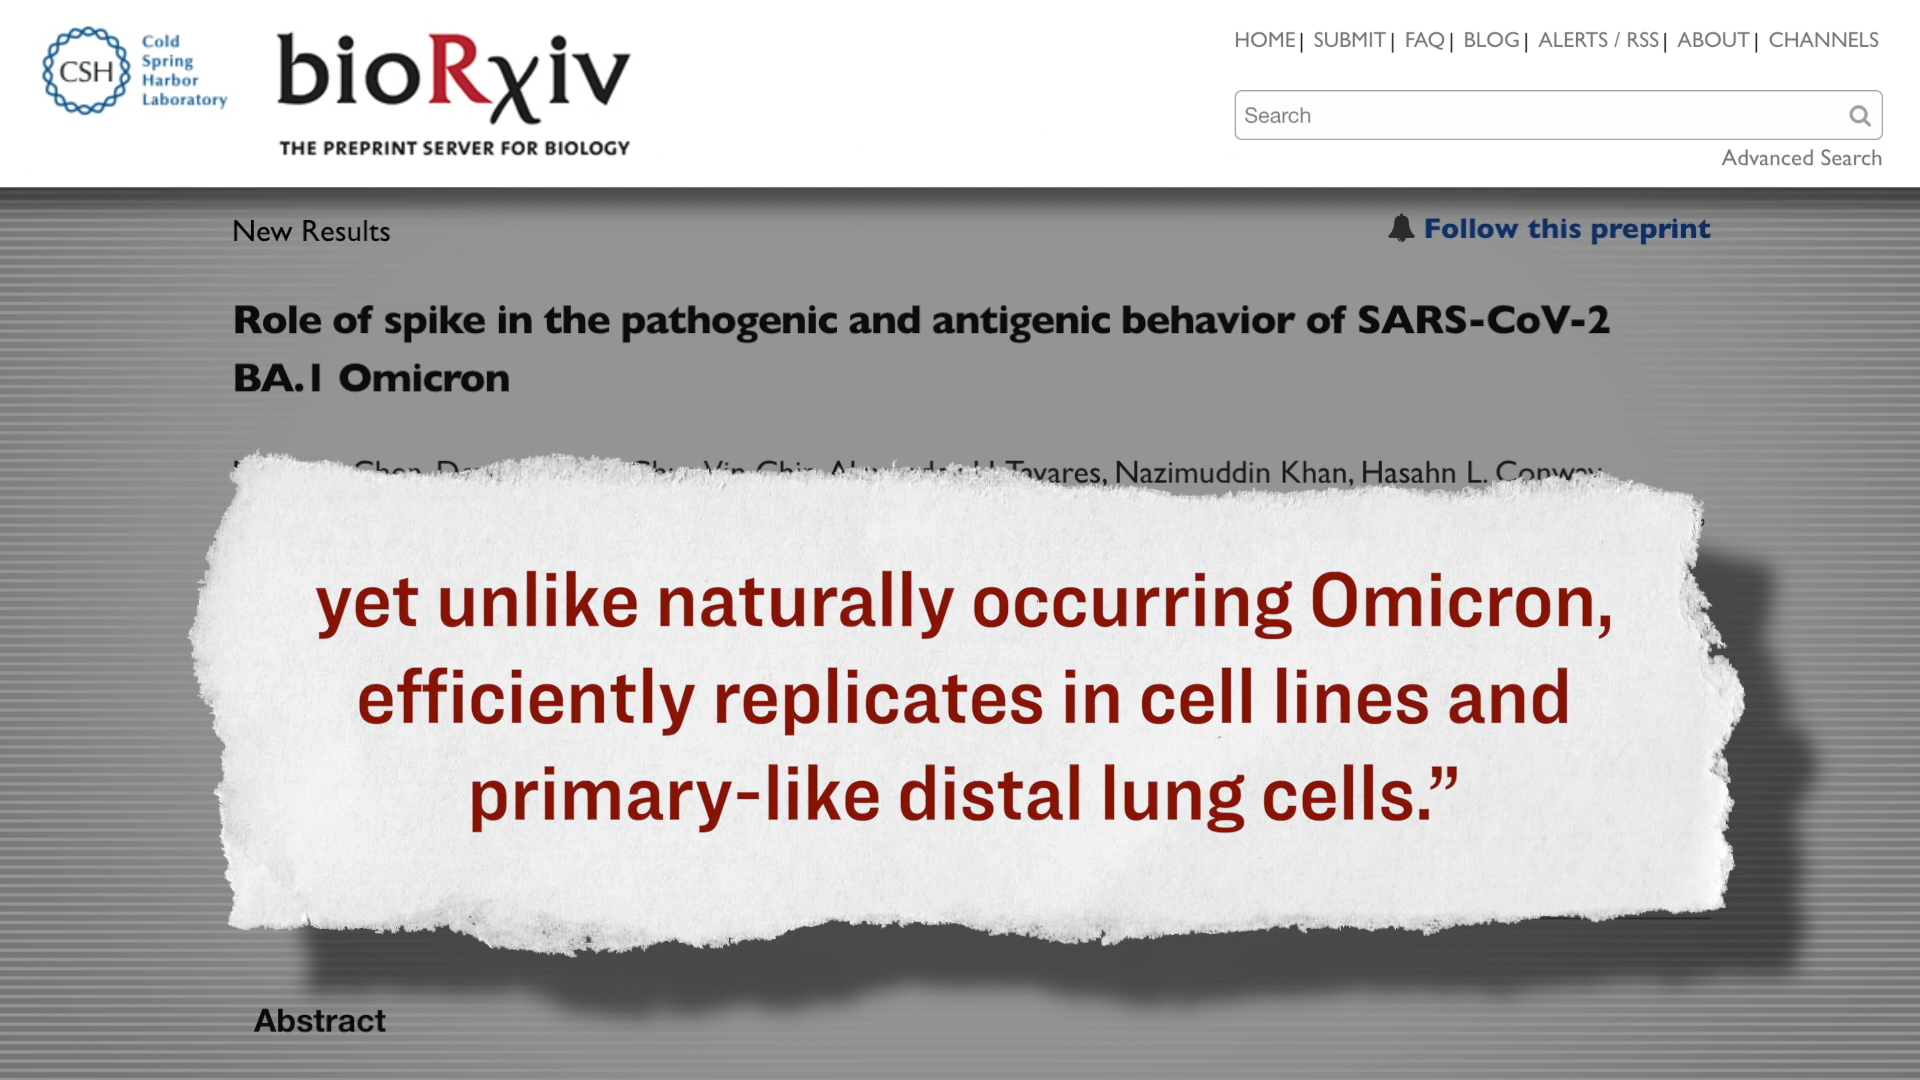 CSH
Cold
Spring
Harbor
Laboratory
bioRχiv
THE PREPRINT SERVER FOR BIOLOGY
HOME | SUBMIT | FAQ | BLOG | ALERTS / RSS | ABOUT | CHANNELS
Search
Advanced Search
New Results
Follow this preprint
Role of spike in the pathogenic and antigenic behavior of SARS-CoV-2
BA.1 Omicron
Tavares, Nazimuddin Khan, Hasahn L. Conway
yet unlike naturally occurring Omicron,
efficiently replicates in cell lines and
primary-like distal lung cells.”
Abstract